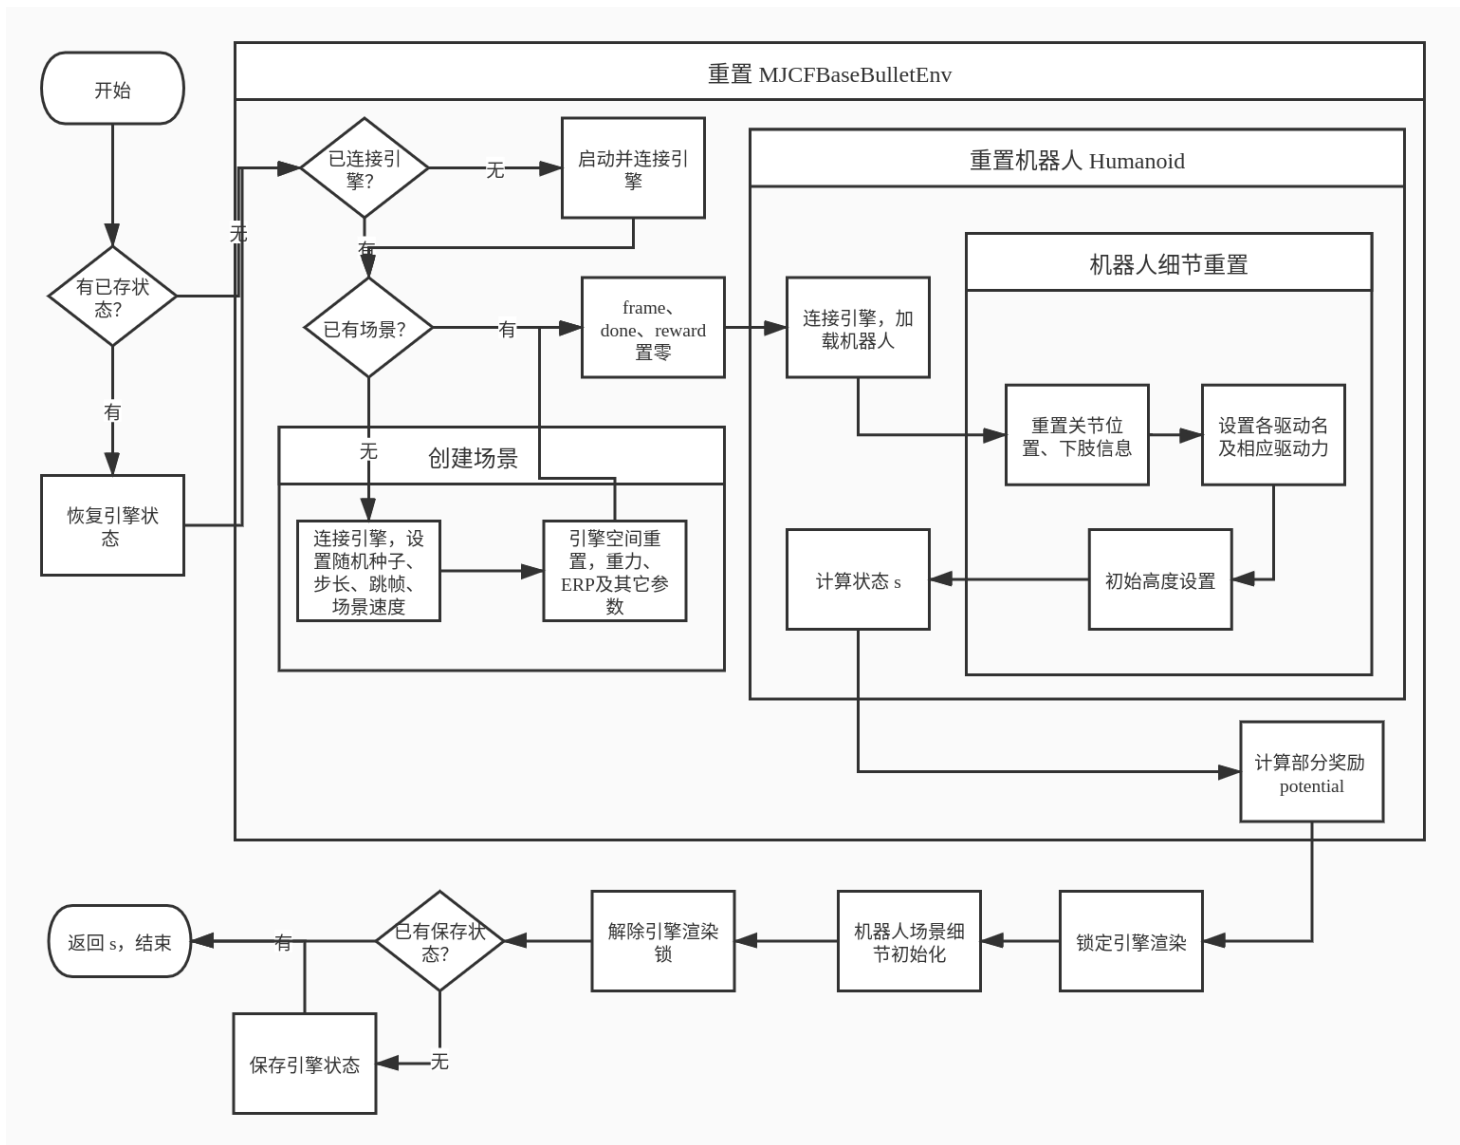 重置 MJCFBaseBulletEnv
开始
已连接引
擎?
无
启动并连接引
擎
重置机器人 Humanoid
无
有
有已存状
态?
机器人细节重置
已有场景?
有
frame、
done、reward
置零
连接引擎，加
载机器人
有
无
创建场景
重置关节位
置、下肢信息
设置各驱动名
及相应驱动力
恢复引擎状
态
连接引擎，设
置随机种子、
步长、跳帧、
场景速度
引擎空间重
置，重力、
ERP及其它参
数
计算状态 s
初始高度设置
计算部分奖励
potential
返回 s，结束
有
已有保存状
态?
解除引擎渲染
锁
机器人场景细
节初始化
锁定引擎渲染
保存引擎状态
无